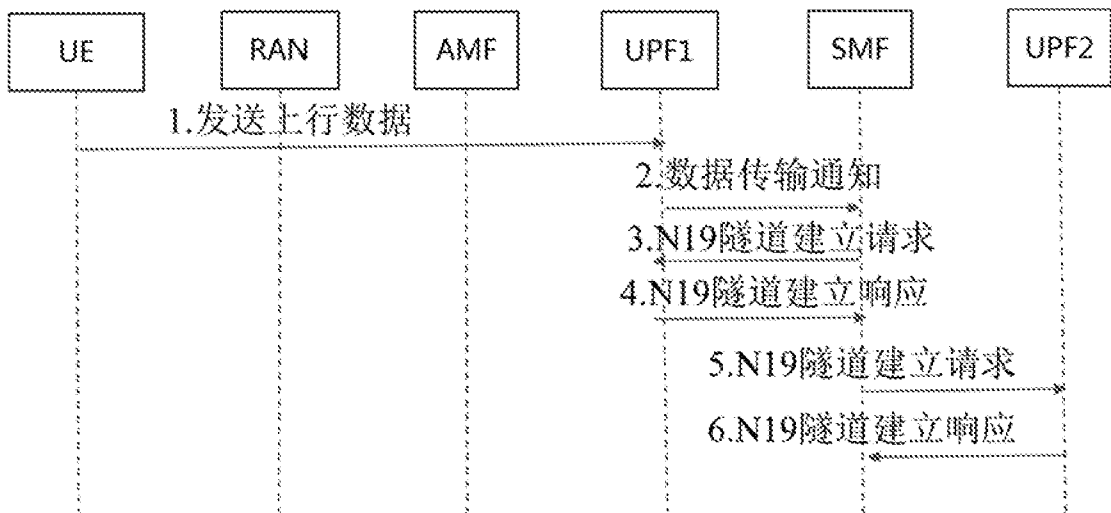 UE RAN AMF UPF1 SMF UPF2
1.发送上行数据
2.数据传输通知
3.N19隧道建立请求
4.N19隧道建立响应
5.N19隧道建立请求
6.N19隧道建立响应